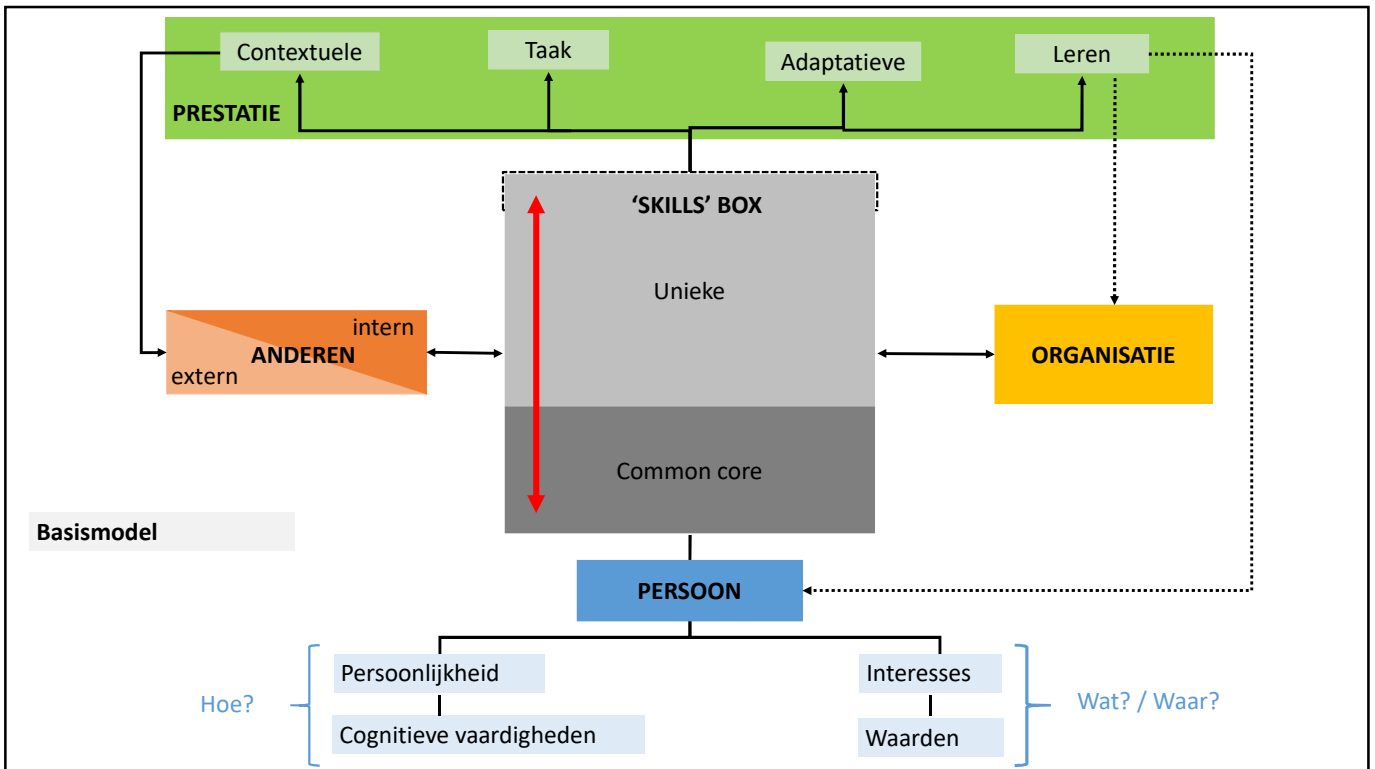 Contextuele
Taak
Adaptatieve
Leren
PRESTATIE
‘SKILLS’ BOX
Unieke
intern
ANDEREN
extern
ORGANISATIE
Common core
Basismodel
PERSOON
Persoonlijkheid
Interesses
Hoe?
Wat? / Waar?
Cognitieve vaardigheden
Waarden